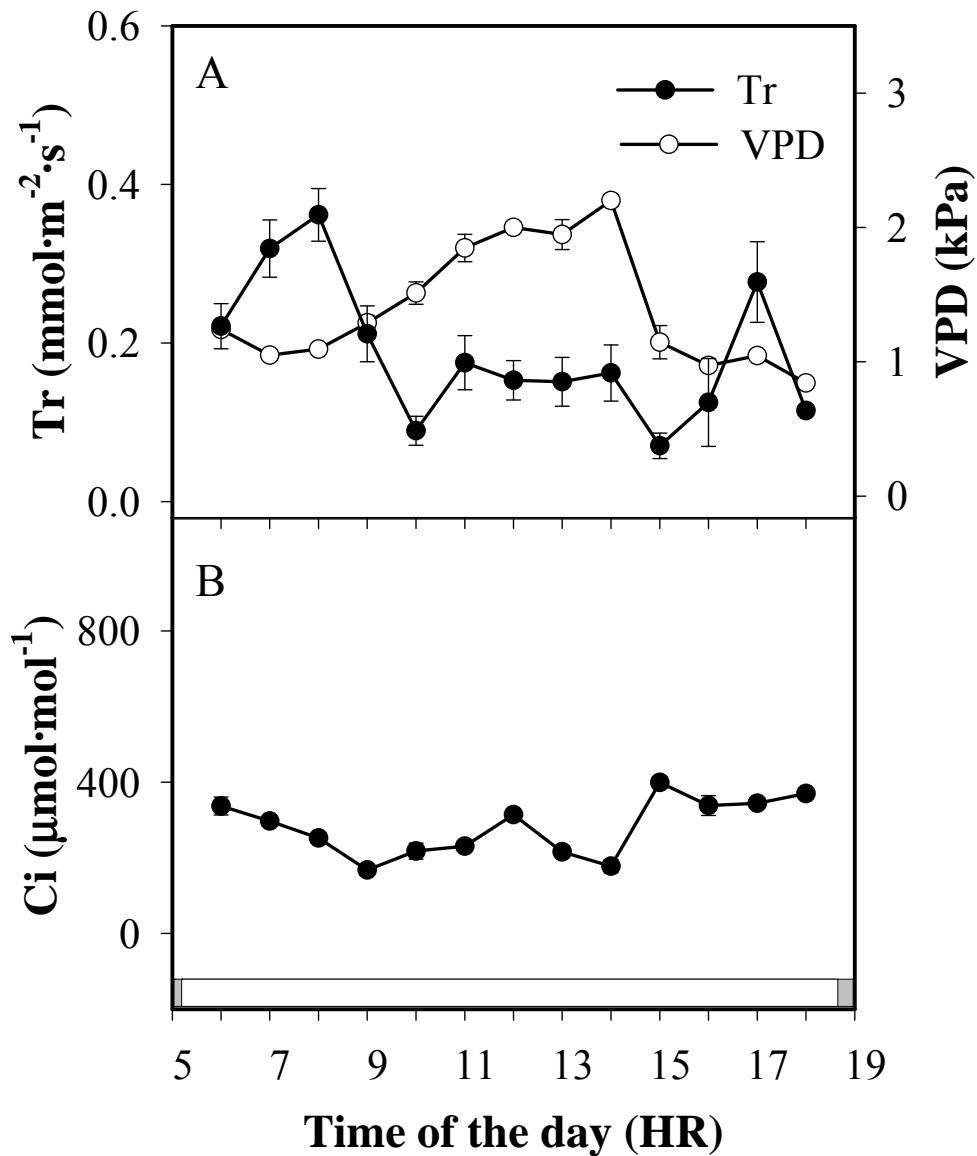 A
Tr
VPD
0.6
0.4
0.2
0.0
Tr (mmol·m-2·s-1)
3
2
1
0
VPD (kPa)
B
800
400
0
Ci (μmol·mol-1)
5 7 9 11 13 15 17 19
Time of the day (HR)